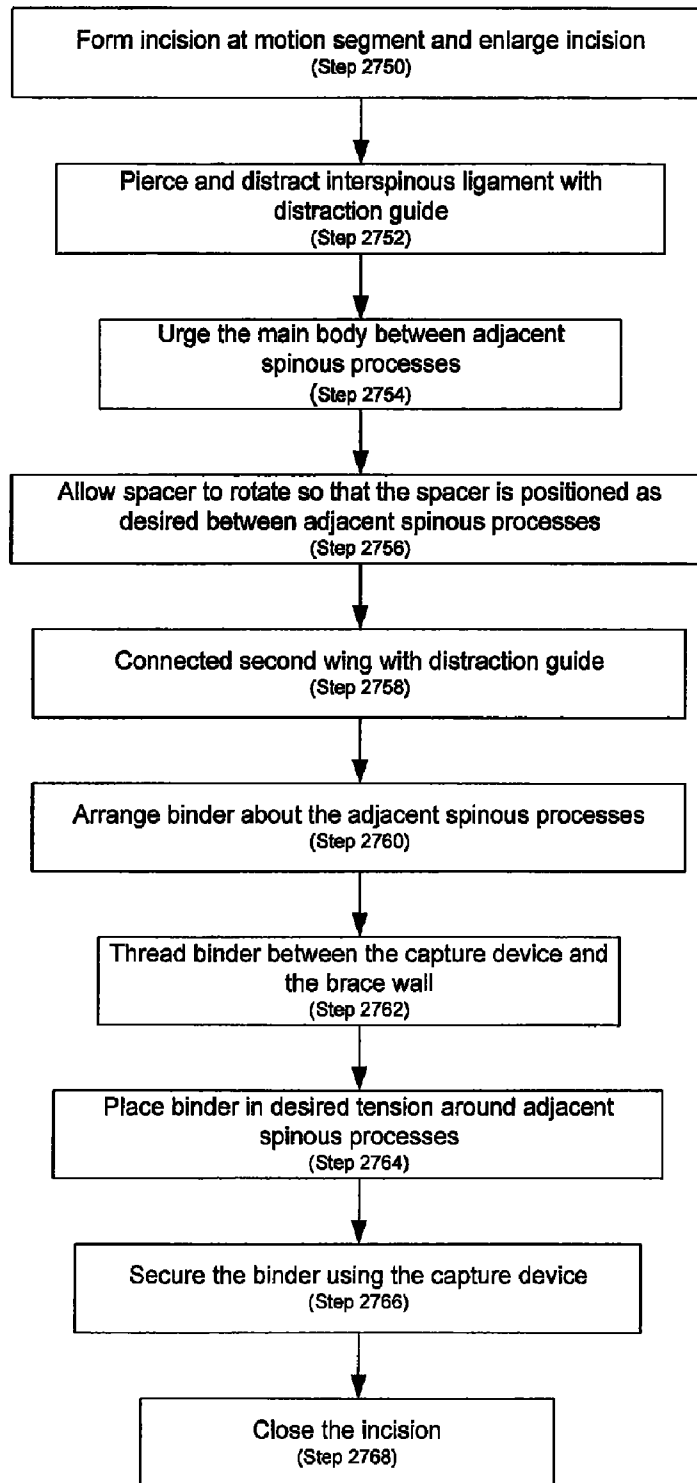 Form incision at motion segment and enlarge incision
(Step 2750)
Pierce and distract interspinous ligament with
distraction guide
(Step 2752)
Urge the main body between adjacent
spinous processes
(Step 2754)
Allow spacer to rotate so that the spacer is positioned as
desired between adjacent spinous processes
(Step 2756)
Connected second wing with distraction guide
(Step 2758)
Arrange binder about the adjacent spinous processes
(Step 2760)
Thread binder between the capture device and
the brace wall
(Step 2762)
Place binder in desired tension around adjacent
spinous processes
(Step 2764)
Secure the binder using the capture device
(Step 2766)
Close the incision
(Step 2768)